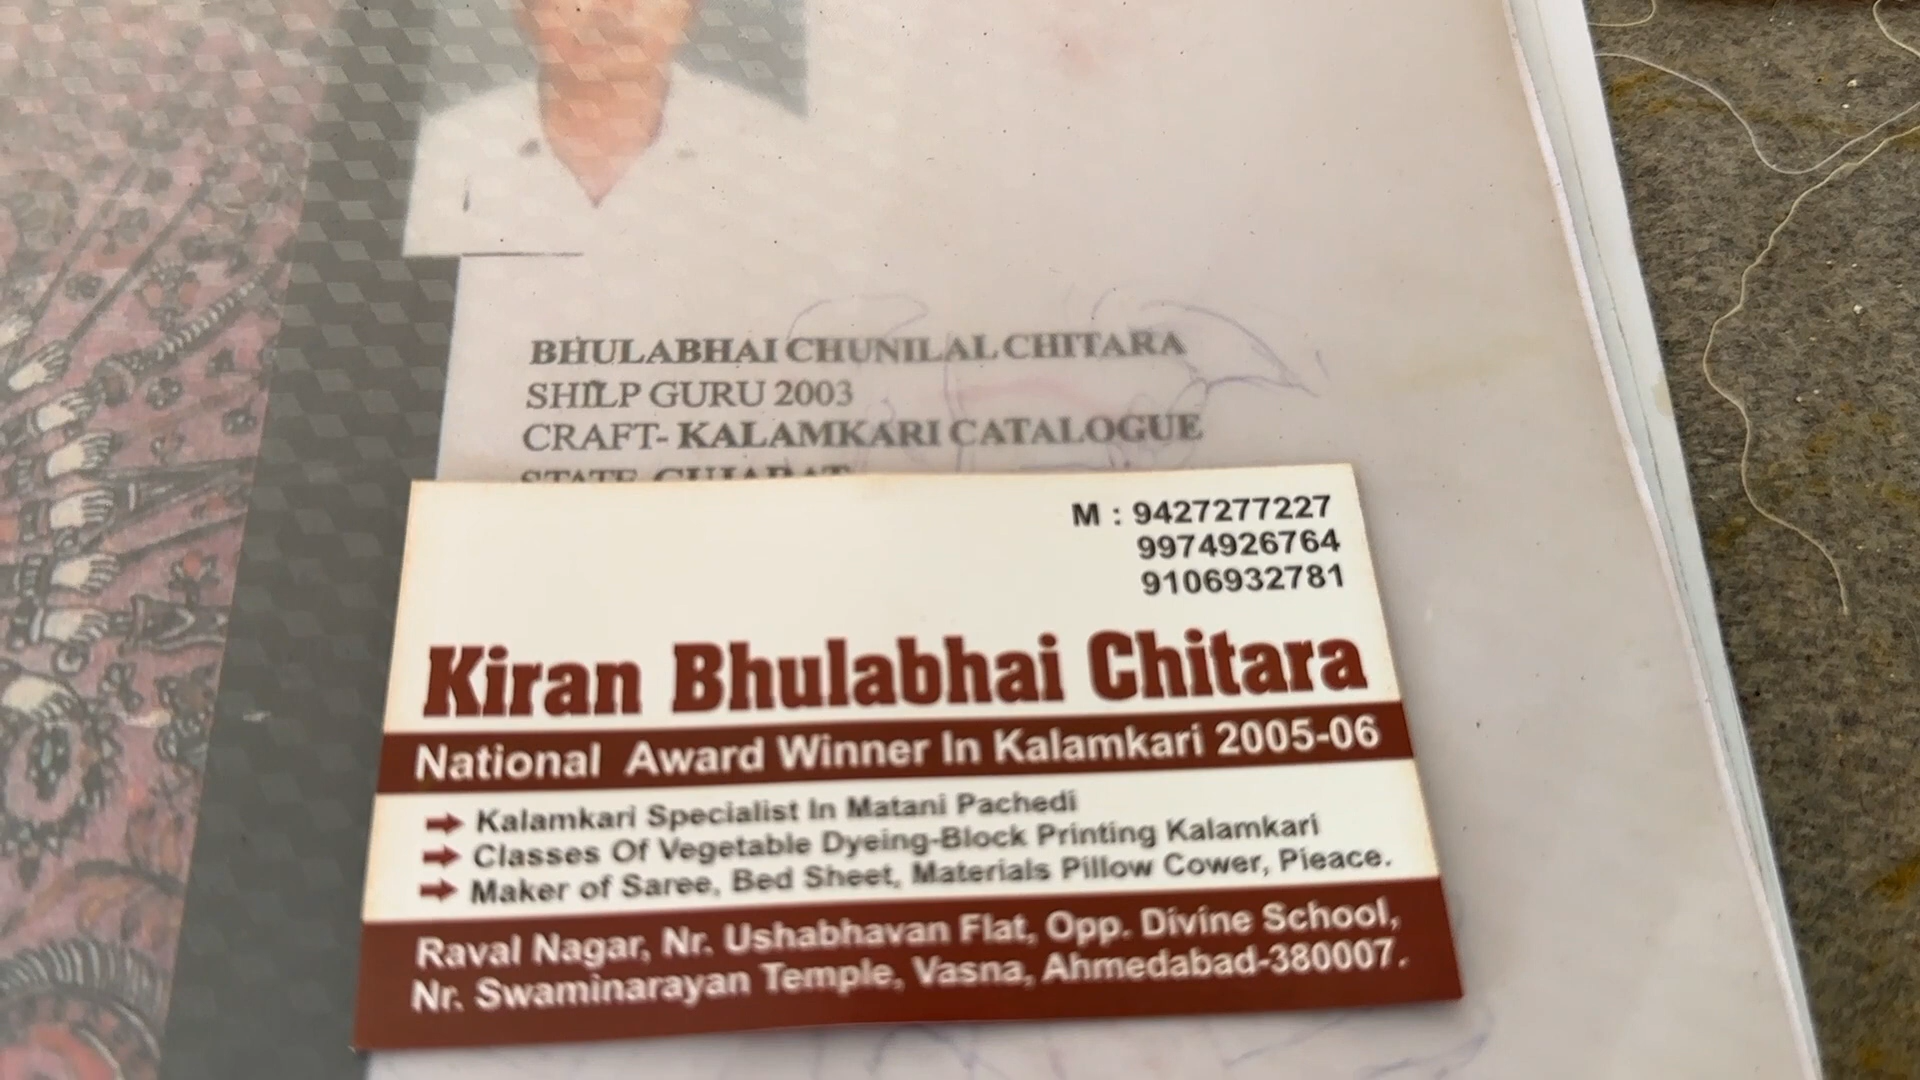 BHULABHAI CHUNILAL CHITARA
SHILP GURU 2003
CRAFT- KALAMKARI CATALOGUE
STATE-GUJARAT
M : 9427277227
9974926764
9106932781
Kiran Bhulabhai Chitara
National Award Winner In Kalamkari 2005-06
Kalamkari Specialist In Matani Pachedi
Classes Of Vegetable Dyeing-Block Printing Kalamkari
Maker of Saree, Bed Sheet, Materials Pillow Cower, Pieace.
Raval Nagar, Nr. Ushabhavan Flat, Opp. Divine School,
Nr. Swaminarayan Temple, Vasna, Ahmedabad-380007.